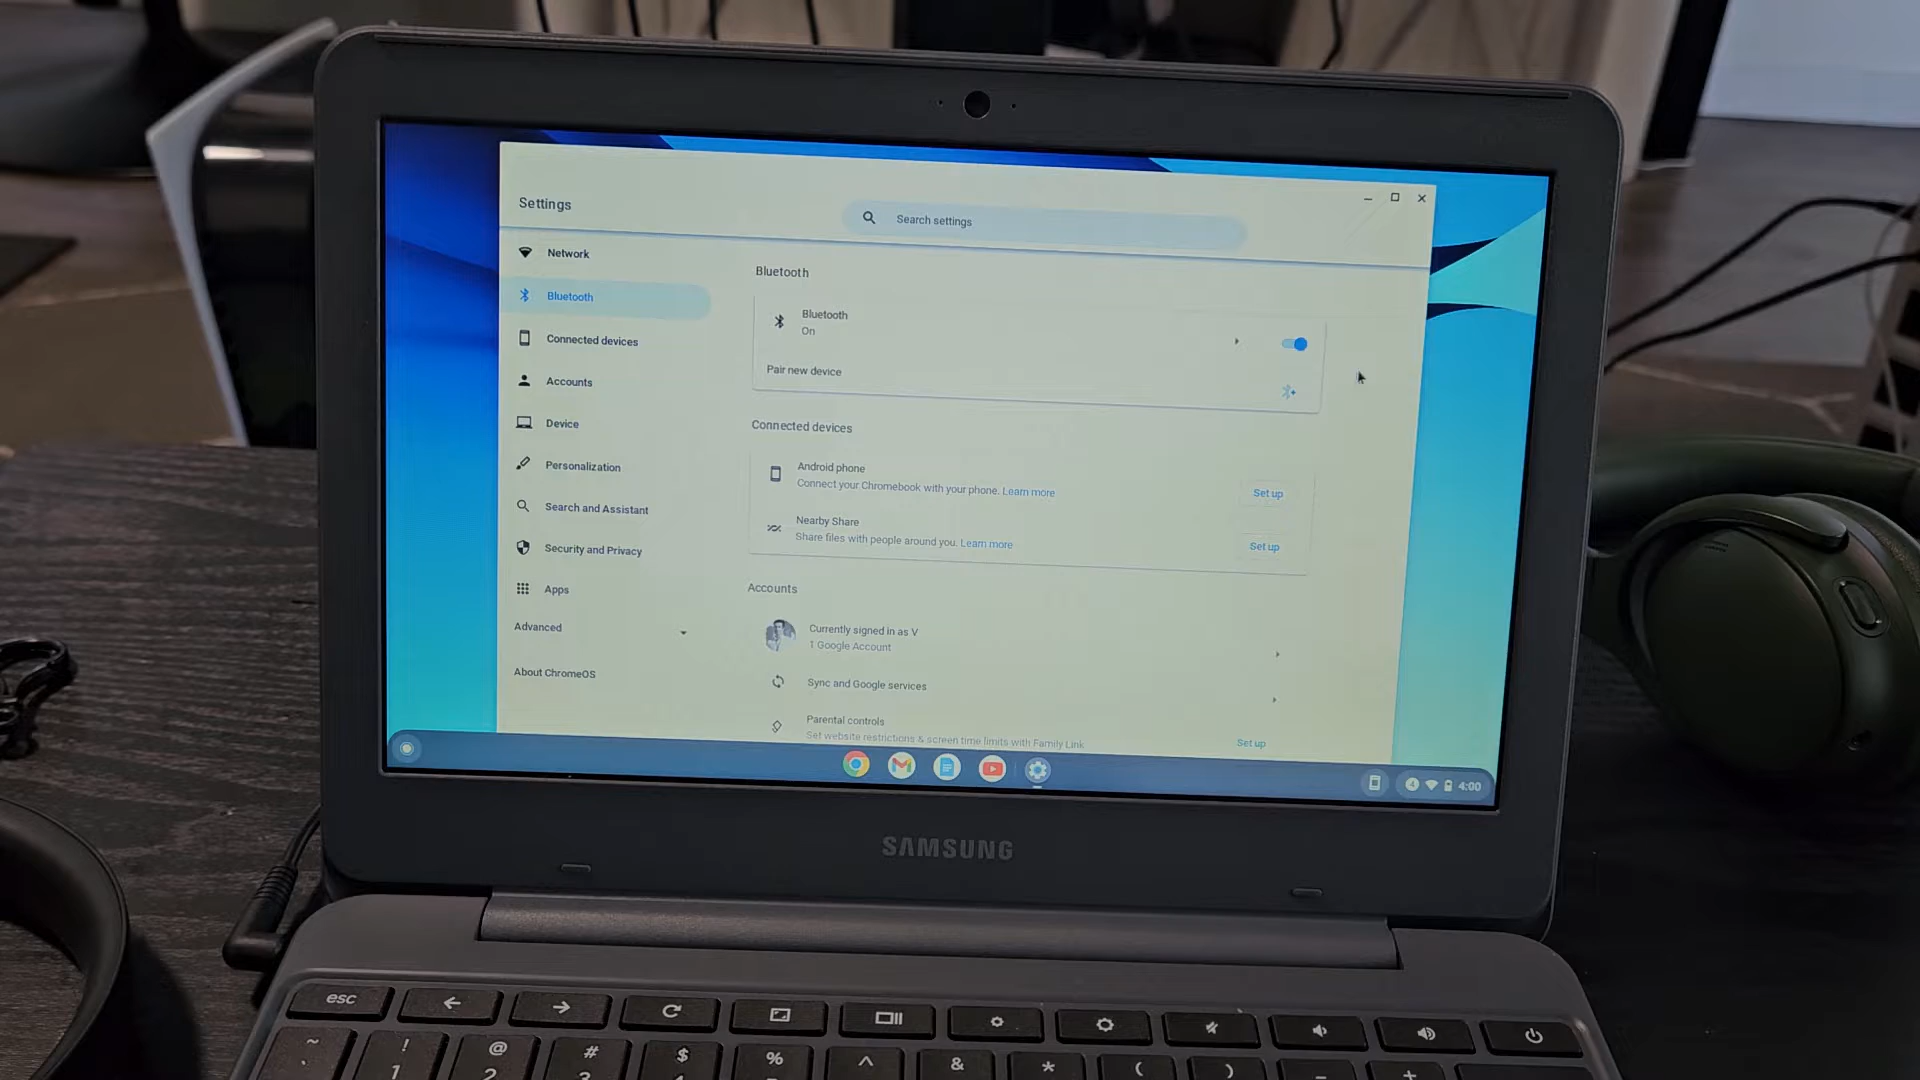 Settings
Search settings
Network
Bluetooth
Connected devices
Accounts
Device
Personalization
Search and Assistant
Security and Privacy
Apps
Advanced
About ChromeOS
Bluetooth
Bluetooth
On
Pair new device
Connected devices
Android phone
Connect your Chromebook with your phone. Learn more
Set up
Nearby Share
Share files with people around you. Learn more
Set up
Accounts
Currently signed in as V
1 Google Account
Sync and Google services
Parental controls
Set website restrictions & screen time limits with Family Link
Set up
4:00
SAMSUNG
esc
~ ! @ # $ % ^ & * ( ) _ +
1 2 3